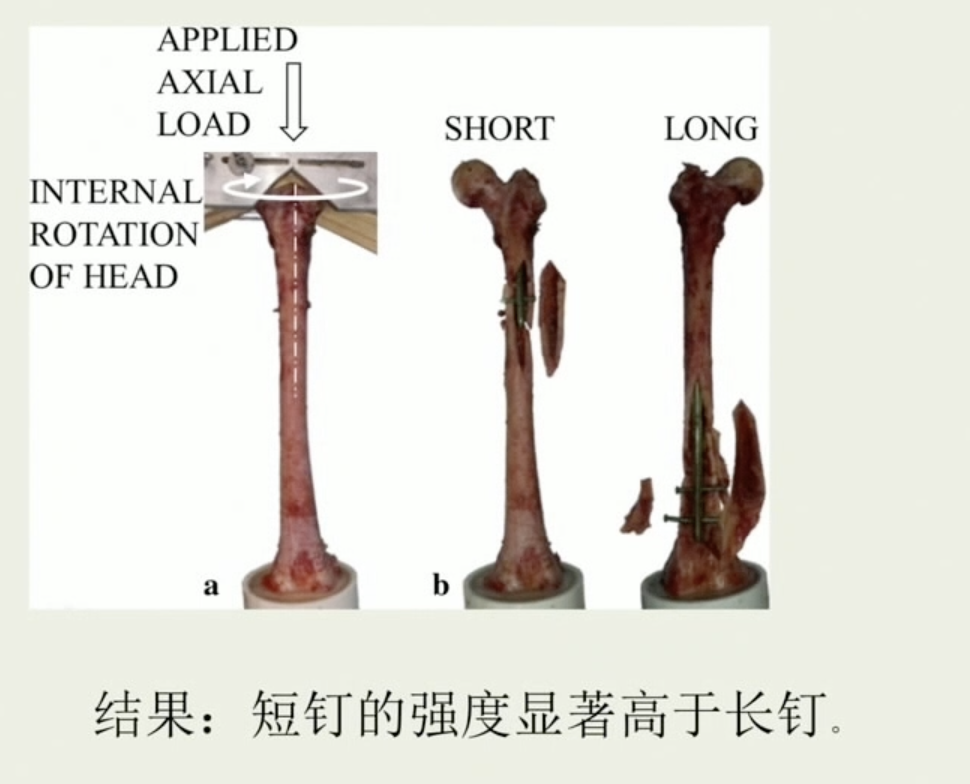 APPLIED
AXIAL
LOAD
INTERNAL
ROTATION
OF HEAD
SHORT
LONG
a
b
结果：短钉的强度显著高于长钉。